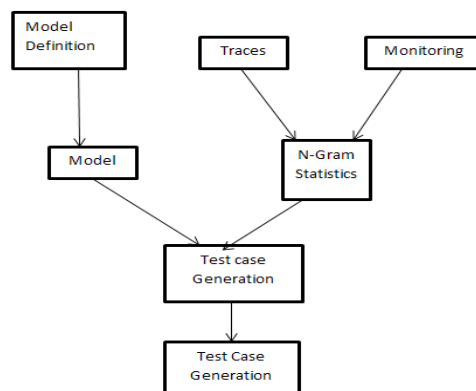 Model
Definition
Traces
Monitoring
Model
N-Gram
Statistics
Test case
Generation
Test Case
Generation